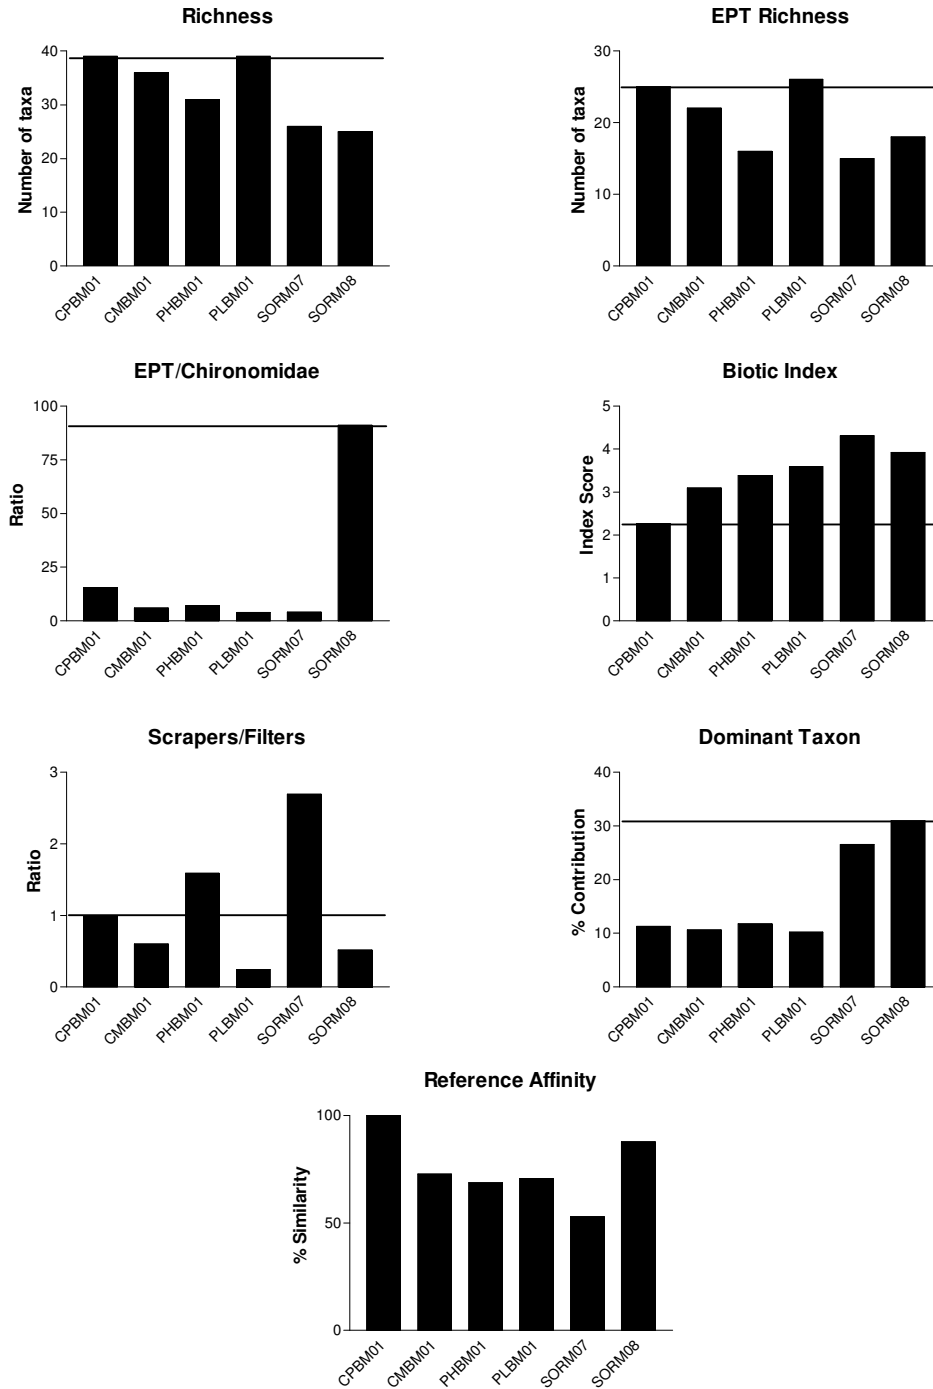 Richness
Number of taxa
40
30
20
10
0
CPBM01 CMBM01 PHBM01 PLBM01 SORM07 SORM08
EPT Richness
Number of taxa
30
20
10
0
CPBM01 CMBM01 PHBM01 PLBM01 SORM07 SORM08
EPT/Chironomidae
Ratio
100
75
50
25
0
CPBM01 CMBM01 PHBM01 PLBM01 SORM07 SORM08
Biotic Index
Index Score
5
4
3
2
1
0
CPBM01 CMBM01 PHBM01 PLBM01 SORM07 SORM08
Scrapers/Filters
Ratio
3
2
1
0
CPBM01 CMBM01 PHBM01 PLBM01 SORM07 SORM08
Dominant Taxon
% Contribution
40
30
20
10
0
CPBM01 CMBM01 PHBM01 PLBM01 SORM07 SORM08
Reference Affinity
% Similarity
100
50
0
CPBM01 CMBM01 PHBM01 PLBM01 SORM07 SORM08